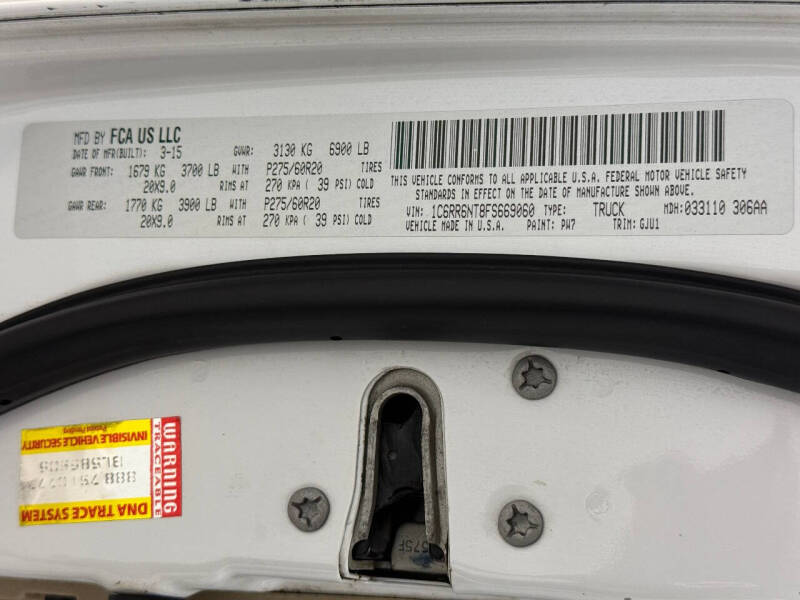 MFD BY FCA US LLC
DATE OF MFR(BUILT): 3-15 GVWR: 3130 KG 6900 LB
GAWR FRONT: 1679 KG 3700 LB WITH P275/60R20 TIRES
20X9.0 RIMS AT 270 KPA ( 39 PSI) COLD
GAWR REAR: 1770 KG 3900 LB WITH P275/60R20 TIRES
20X9.0 RIMS AT 270 KPA ( 39 PSI) COLD
THIS VEHICLE CONFORMS TO ALL APPLICABLE U.S.A. FEDERAL MOTOR VEHICLE SAFETY
STANDARDS IN EFFECT ON THE DATE OF MANUFACTURE SHOWN ABOVE.
VIN: 1C6RR6NT8FS669060 TYPE: TRUCK MDH: 033110 306AA
VEHICLE MADE IN U.S.A. PAINT: PW7 TRIM: GJU1
WARNING
TRACEABLE
DNA TRACE SYSTEM
INVISIBLE VEHICLE SECURITY
Patent Pending
575F